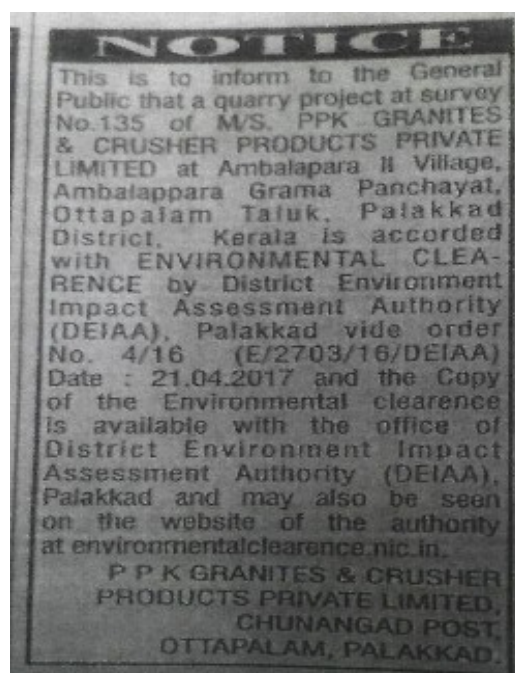 NOTICE
This is to inform to the General
Public that a quarry project at survey
No.135 of M/S. PPK GRANITES
& CRUSHER PRODUCTS PRIVATE
LIMITED at Ambalapara II Village,
Ambalappara Grama Panchayat,
Ottapalam Taluk, Palakkad
District, Kerala is accorded
with ENVIRONMENTAL CLEA-
RENCE by District Environment
Impact Assessment Authority
(DEIAA), Palakkad vide order
No. 4/16 (E/2703/16/DEIAA)
Date : 21.04.2017 and the Copy
of the Environmental clearence
is available with the office of
District Environment Impact
Assessment Authority (DEIAA),
Palakkad and may also be seen
on the website of the authority
at environmentalclearence.nic.in.
P P K GRANITES & CRUSHER
PRODUCTS PRIVATE LIMITED,
CHUNANGAD POST,
OTTAPALAM, PALAKKAD.